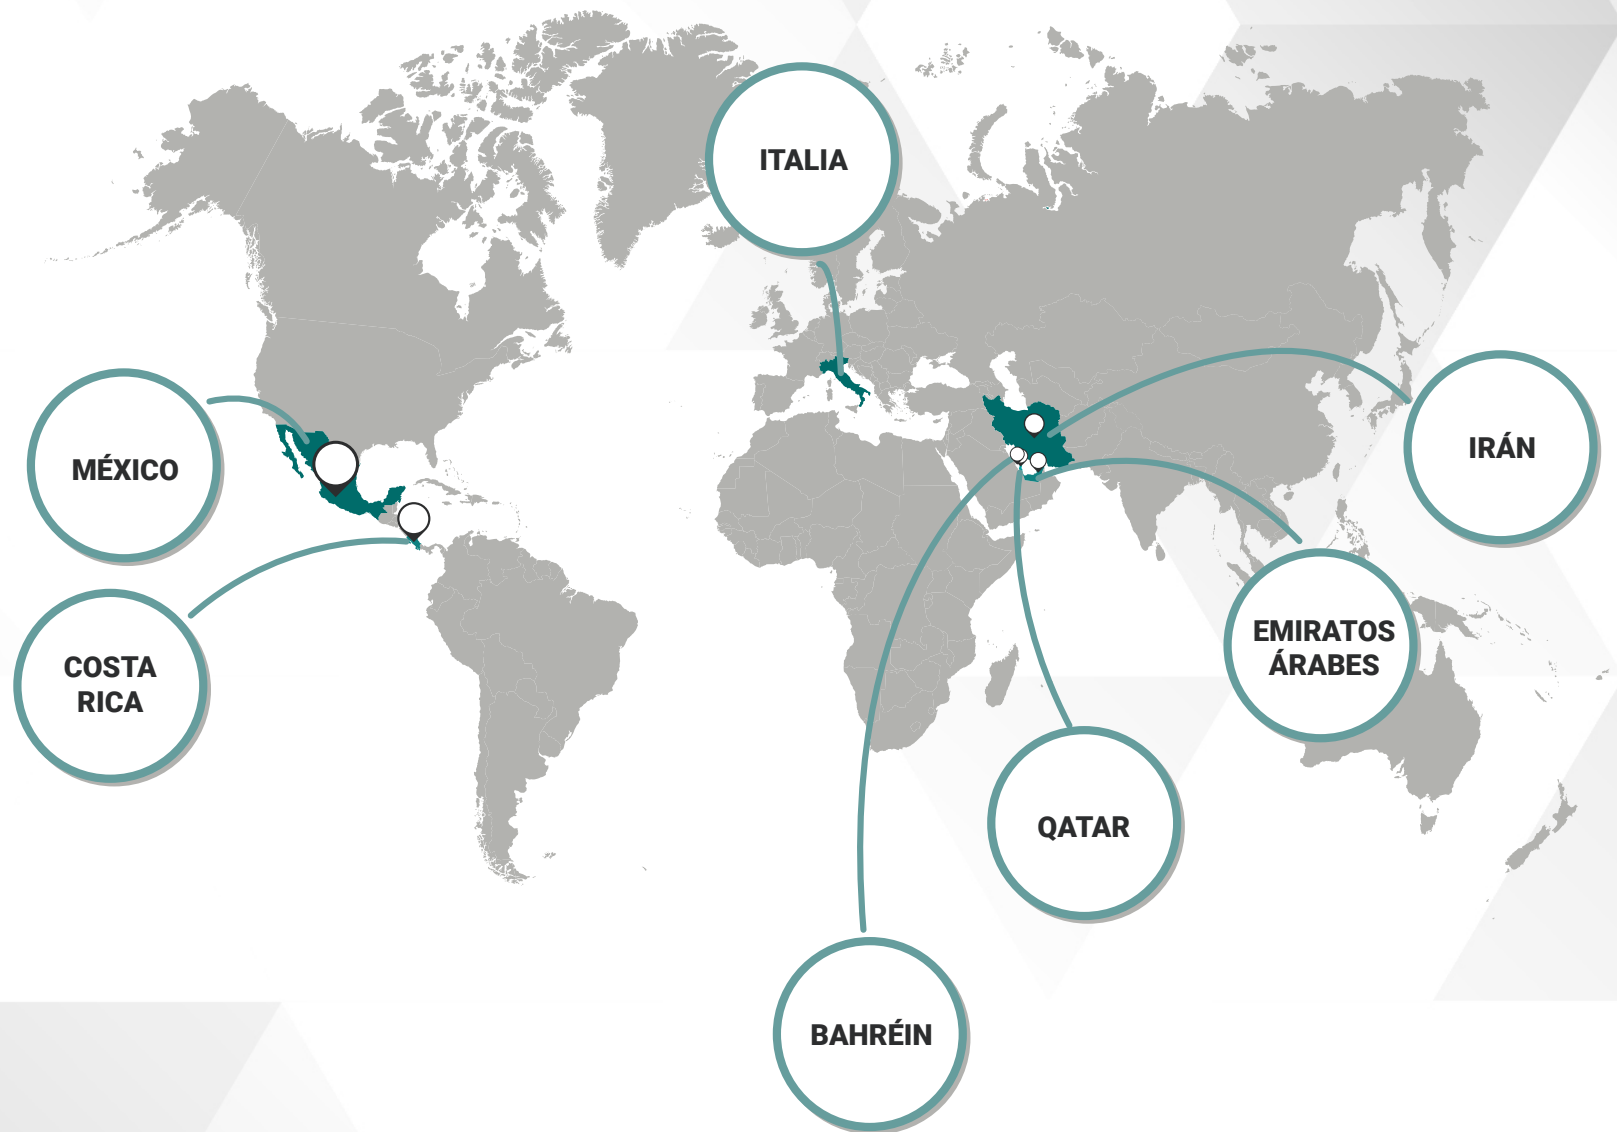 ITALIA
MÉXICO
IRÁN
EMIRATOS
ÁRABES
COSTA
RICA
QATAR
BAHRÉIN